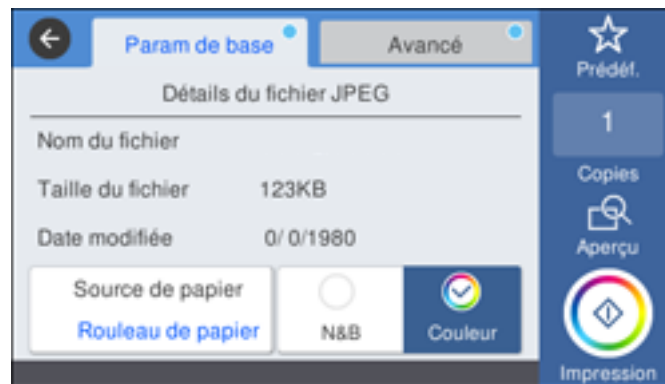 Param de base
Avancé
Prédéf.
Détails du fichier JPEG
1
Nom du fichier
Copies
Taille du fichier 123KB
Date modifiée 0/ 0/1980
Aperçu
Source de papier
Rouleau de papier
N&B
Couleur
Impression